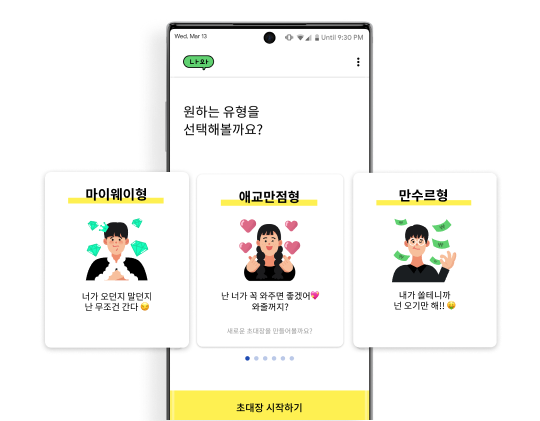 Wed, Mar 13
Until 9:30 PM
나와
원하는 유형을
선택해볼까요?
마이웨이형
너가 오던지 말던지
난 무조건 간다 😏
애교만점형
난 너가 꼭 와주면 좋겠어💖
와줄꺼지?
새로운 초대장을 만들어볼까요?
만수르형
내가 쏠테니까
넌 오기만 해!! 😄
초대장 시작하기